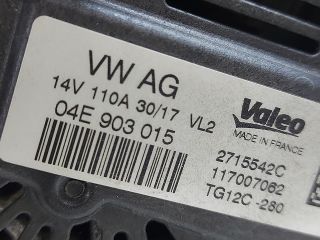 VW AG
14V 110A 30/17 VL2
04E 903 015
Valeo
MADE IN FRANCE
2715542C
117007062
TG12C-280